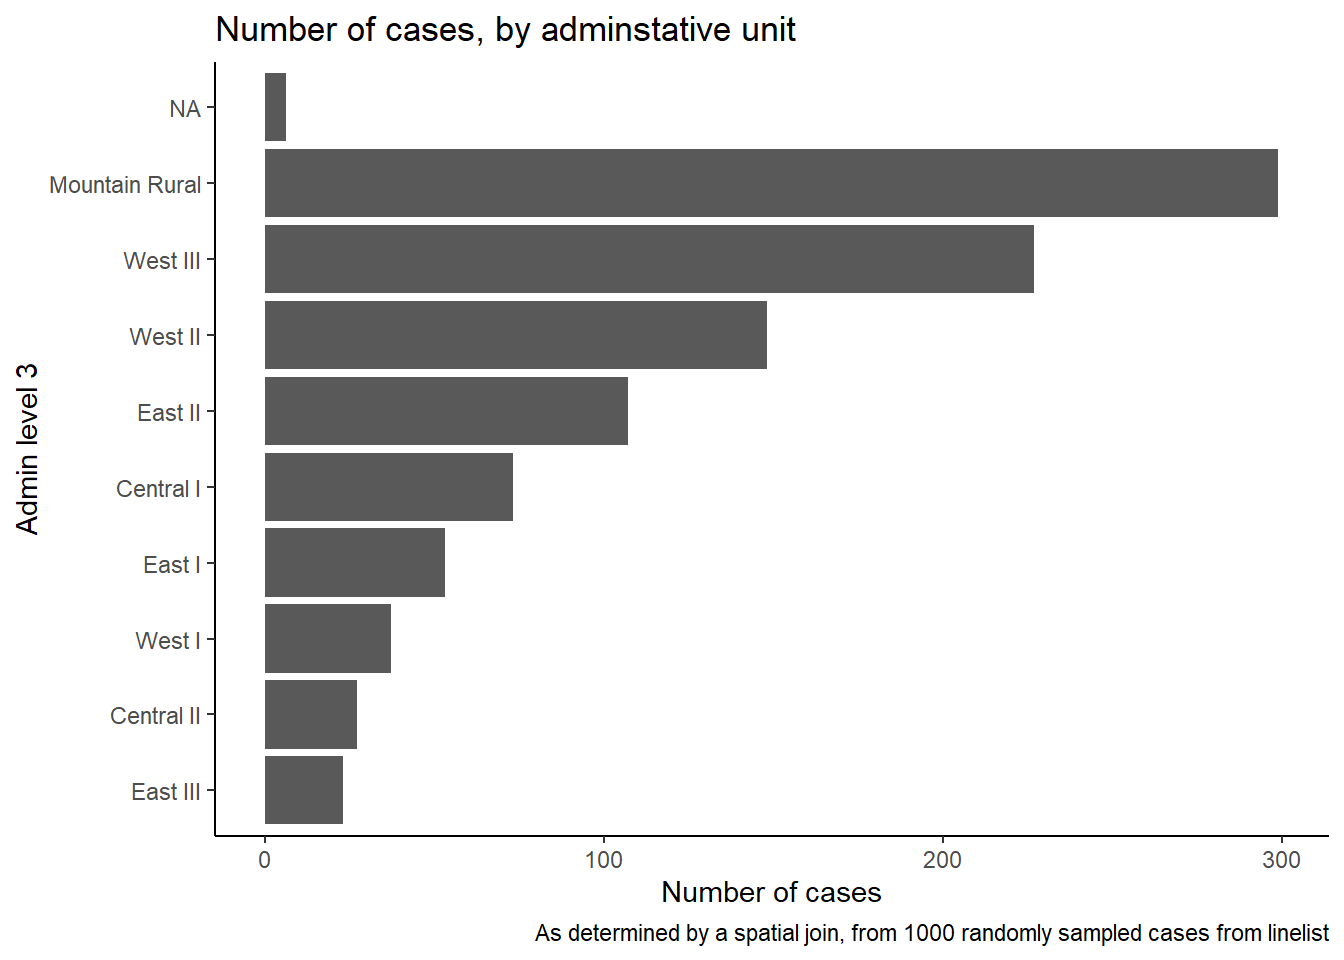 Number of cases, by adminstative unit
NA
Mountain Rural
West III
West II
East II
Central I
East I
West I
Central II
East III
Admin level 3
0 100 200 300
Number of cases
As determined by a spatial join, from 1000 randomly sampled cases from linelist